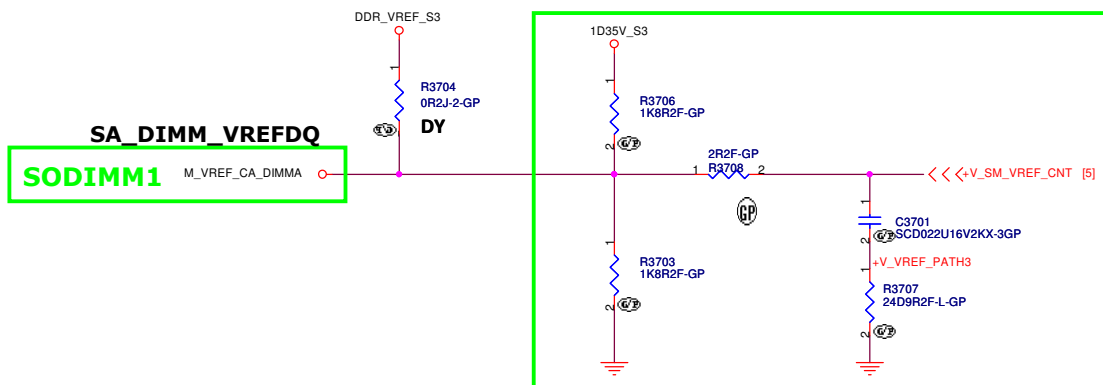 DDR_VREF_S3
1D35V_S3
1
R3704
0R2J-2-GP
DY
1
R3706
1K8R2F-GP
2
G/P
SA_DIMM_VREFDQ
SODIMM1
M_VREF_CA_DIMMA
2R2F-GP
1
R3708
2
GP
+V_SM_VREF_CNT [5]
1
C3701
SCD022U16V2KX-3GP
2
G/P
+V_VREF_PATH3
1
R3703
1K8R2F-GP
2
G/P
1
R3707
24D9R2F-L-GP
2
G/P